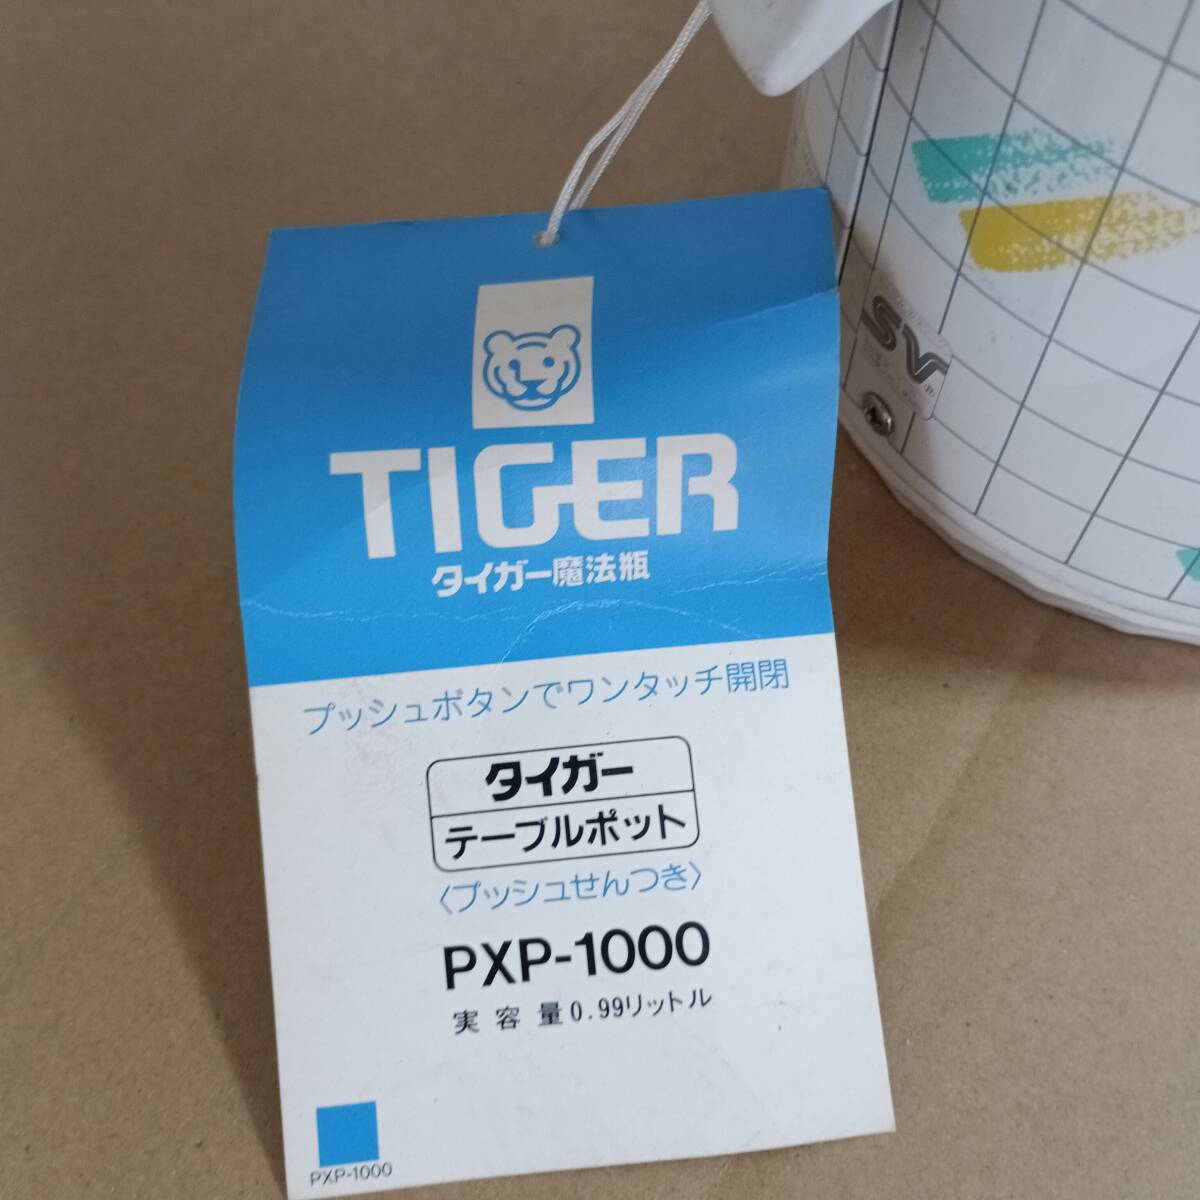 TIGER
タイガー魔法瓶
プッシュボタンでワンタッチ開閉
タイガー
テーブルポット
〈プッシュせんつき〉
PXP-1000
実容量0.99リットル
PXP-1000
SV